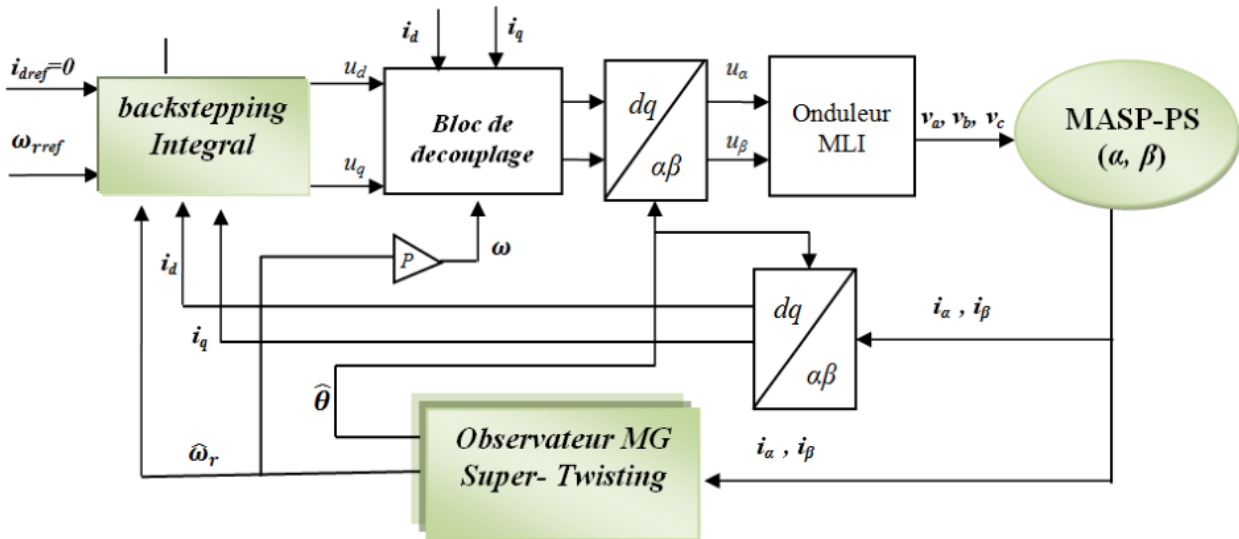 i_d
i_q
i_dref=0
ω_rref
backstepping
Integral
u_d
u_q
Bloc de
decouplage
dq
αβ
u_α
u_β
Onduleur
MLI
v_a, v_b, v_c
MASP-PS
(α, β)
P
ω
i_d
i_q
dq
αβ
i_α , i_β
θ̂
ω̂_r
Observateur MG
Super- Twisting
i_α , i_β